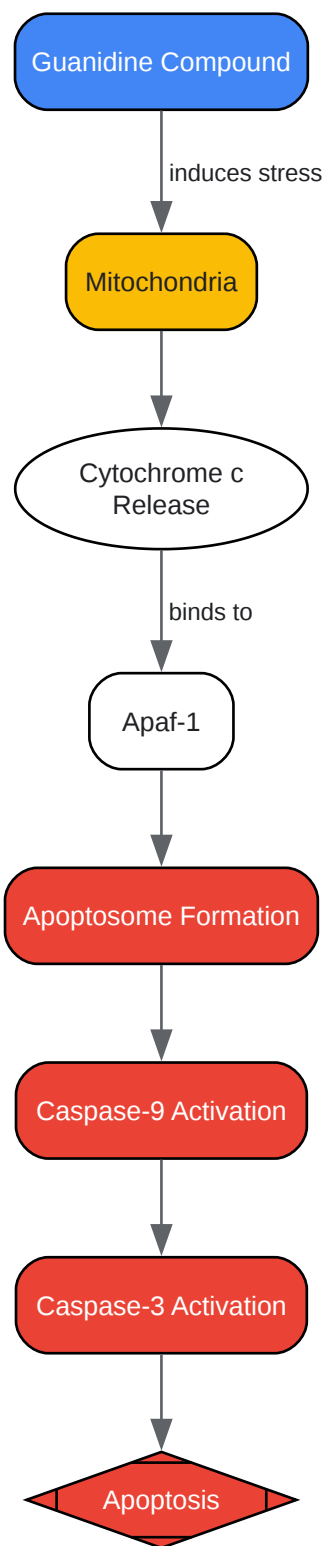 Guanidine Compound
induces stress
Mitochondria
Cytochrome c
Release
binds to
Apaf-1
Apoptosome Formation
Caspase-9 Activation
Caspase-3 Activation
Apoptosis